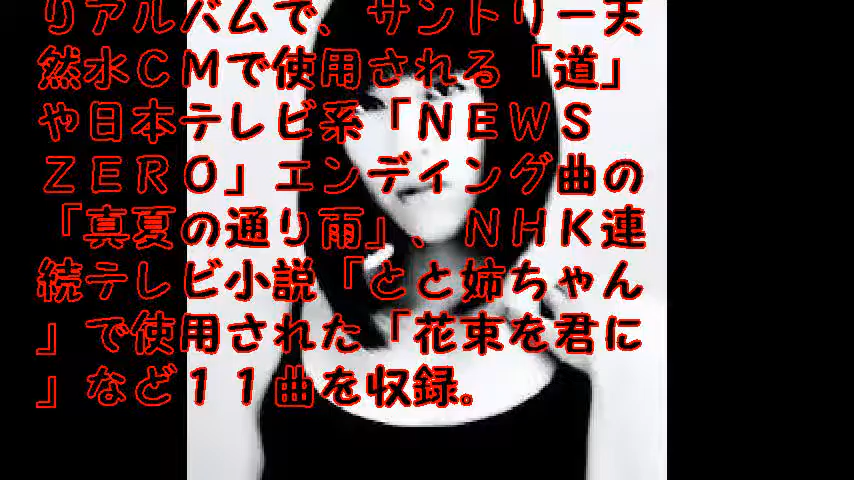 リアルバムで、サントリー天
然水ＣＭで使用される「道」
や日本テレビ系「ＮＥＷＳ
ＺＥＲＯ」エンディング曲の
「真夏の通り雨」、ＮＨＫ連
続テレビ小説「とと姉ちゃん
」で使用された「花束を君に
」など１１曲を収録。